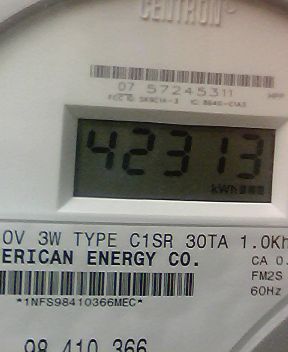 CENTRON
07 57245311
42313
kWh
0V 3W TYPE C1SR 30TA 1.0Kh
ERICAN ENERGY CO.
CA 0.
FM2S
60Hz
*1NFS98410366MEC*
98 410 366